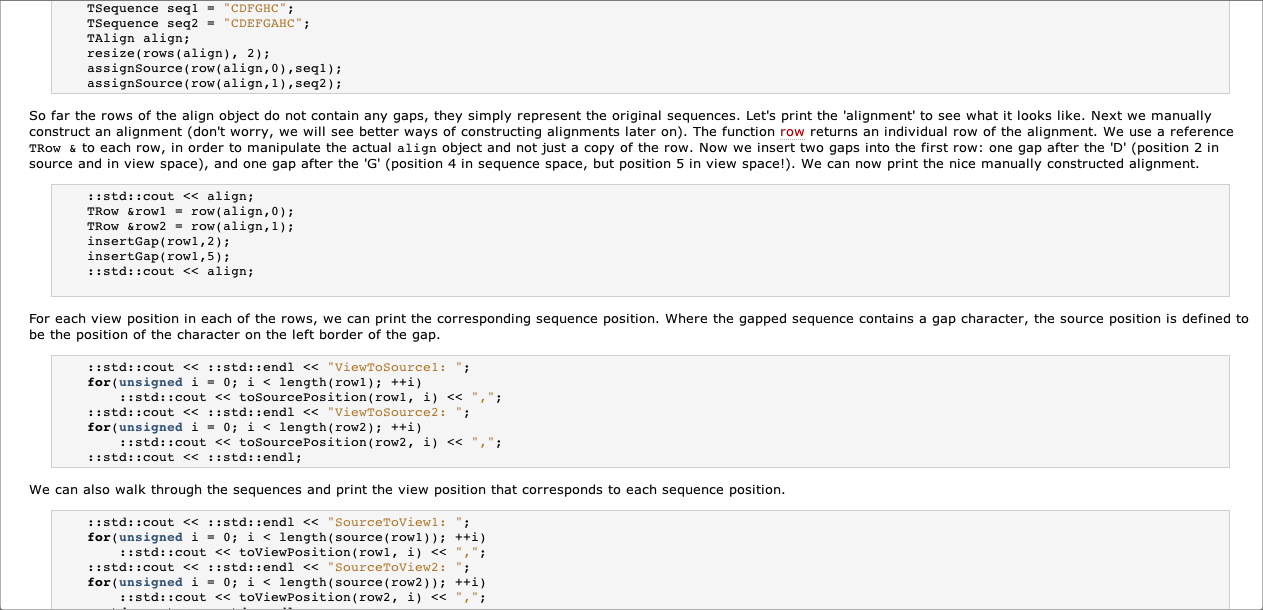 TSequence seq1 = "CDFGHC";
TSequence seq2 = "CDEFGAHC";
TAlign align;
resize(rows(align), 2);
assignSource(row(align,0),seq1);
assignSource(row(align,1),seq2);
So far the rows of the align object do not contain any gaps, they simply represent the original sequences. Let's print the 'alignment' to see what it looks like. Next we manually
construct an alignment (don't worry, we will see better ways of constructing alignments later on). The function row returns an individual row of the alignment. We use a reference
TRow & to each row, in order to manipulate the actual align object and not just a copy of the row. Now we insert two gaps into the first row: one gap after the 'D' (position 2 in
source and in view space), and one gap after the 'G' (position 4 in sequence space, but position 5 in view space!). We can now print the nice manually constructed alignment.
::std::cout << align;
TRow &row1 = row(align,0);
TRow &row2 = row(align,1);
insertGap(row1,2);
insertGap(row1,5);
::std::cout << align;
For each view position in each of the rows, we can print the corresponding sequence position. Where the gapped sequence contains a gap character, the source position is defined to
be the position of the character on the left border of the gap.
::std::cout << ::std::endl << "ViewToSource1: ";
for(unsigned i = 0; i < length(row1); ++i)
::std::cout << toSourcePosition(row1, i) << ",";
::std::cout << ::std::endl << "ViewToSource2: ";
for(unsigned i = 0; i < length(row2); ++i)
::std::cout << toSourcePosition(row2, i) << ",";
::std::cout << ::std::endl;
We can also walk through the sequences and print the view position that corresponds to each sequence position.
::std::cout << ::std::endl << "SourceToView1: ";
for(unsigned i = 0; i < length(source(row1)); ++i)
::std::cout << toViewPosition(row1, i) << ",";
::std::cout << ::std::endl << "SourceToView2: ";
for(unsigned i = 0; i < length(source(row2)); ++i)
::std::cout << toViewPosition(row2, i) << ",";